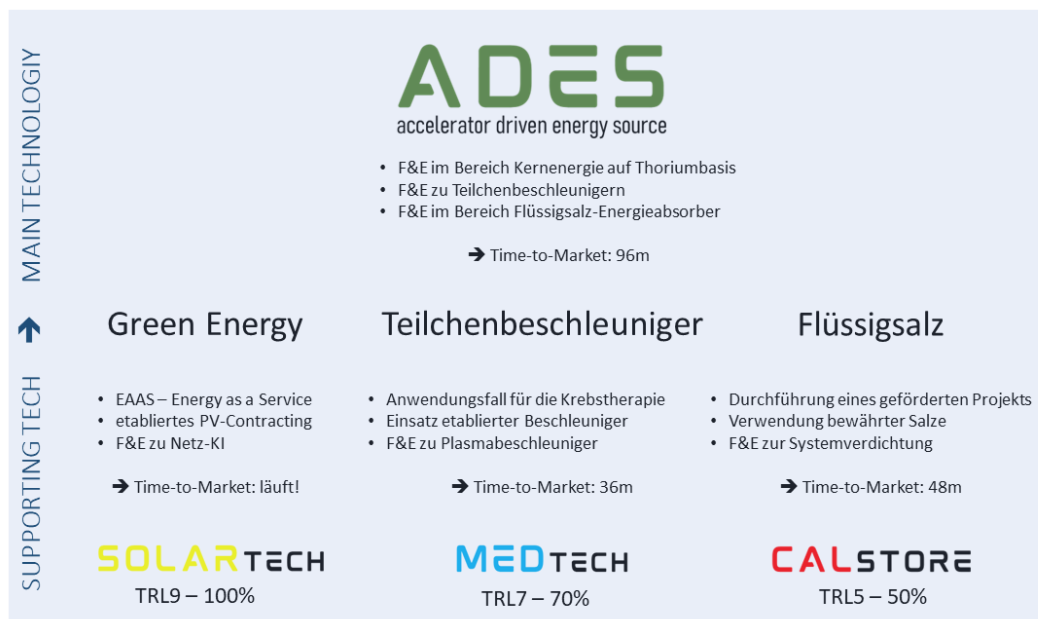 MAIN TECHNOLOGIY
ADES
accelerator driven energy source
• F&E im Bereich Kernenergie auf Thoriumbasis
• F&E zu Teilchenbeschleunigern
• F&E im Bereich Flüssigsalz-Energieabsorber
➔ Time-to-Market: 96m
SUPPORTING TECH
Green Energy
• EAAS – Energy as a Service
• etabliertes PV-Contracting
• F&E zu Netz-KI
➔ Time-to-Market: läuft!
SOLARTECH
TRL9 – 100%
Teilchenbeschleuniger
• Anwendungsfall für die Krebstherapie
• Einsatz etablierter Beschleuniger
• F&E zu Plasmabeschleuniger
➔ Time-to-Market: 36m
MEDTECH
TRL7 – 70%
Flüssigsalz
• Durchführung eines geförderten Projekts
• Verwendung bewährter Salze
• F&E zur Systemverdichtung
➔ Time-to-Market: 48m
CALSTORE
TRL5 – 50%